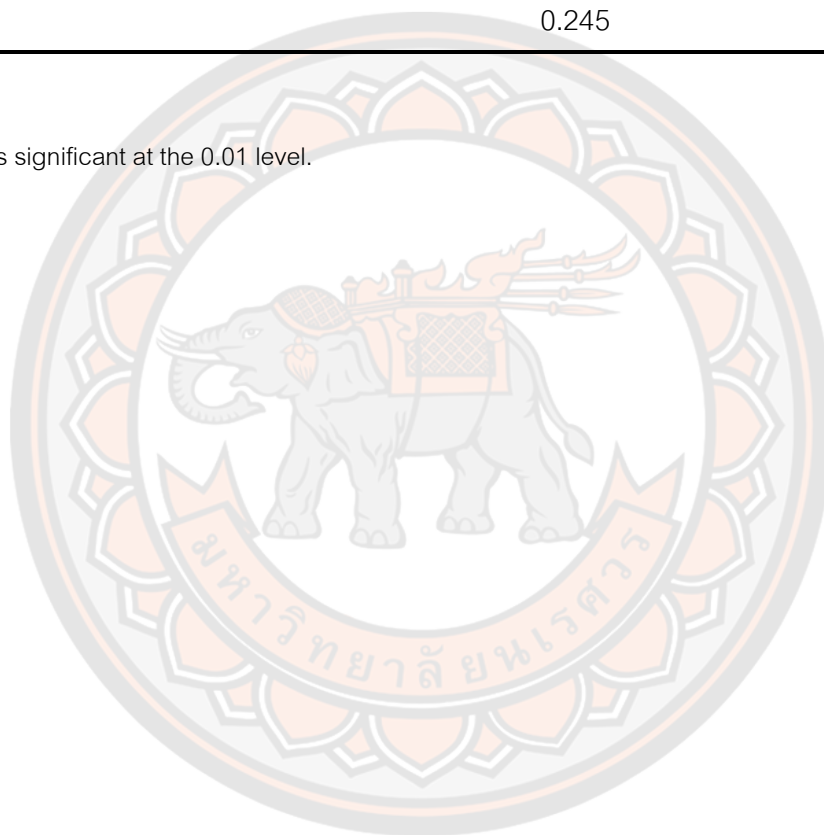 0.245
s significant at the 0.01 level.
มหาวิทยาลัยนเรศวร